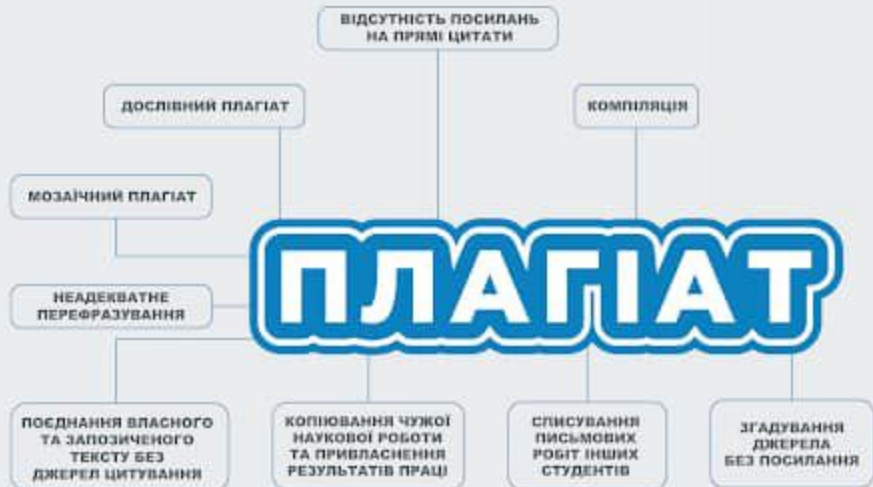 ВІДСУТНІСТЬ ПОСИЛАНЬ
НА ПРЯМІ ЦИТАТИ
ДОСЛІВНИЙ ПЛАГІАТ
КОМПІЛЯЦІЯ
МОЗАЇЧНИЙ ПЛАГІАТ
ПЛАГІАТ
НЕАДЕКВАТНЕ
ПЕРЕФРАЗУВАННЯ
ПОЄДНАННЯ ВЛАСНОГО
ТА ЗАПОЗИЧЕНОГО
ТЕКСТУ БЕЗ
ДЖЕРЕЛ ЦИТУВАННЯ
КОПІЮВАННЯ ЧУЖОЇ
НАУКОВОЇ РОБОТИ
ТА ПРИВЛАСНЕННЯ
РЕЗУЛЬТАТІВ ПРАЦІ
СПИСУВАННЯ
ПИСЬМОВИХ
РОБІТ ІНШИХ
СТУДЕНТІВ
ЗГАДУВАННЯ
ДЖЕРЕЛА
БЕЗ ПОСИЛАННЯ